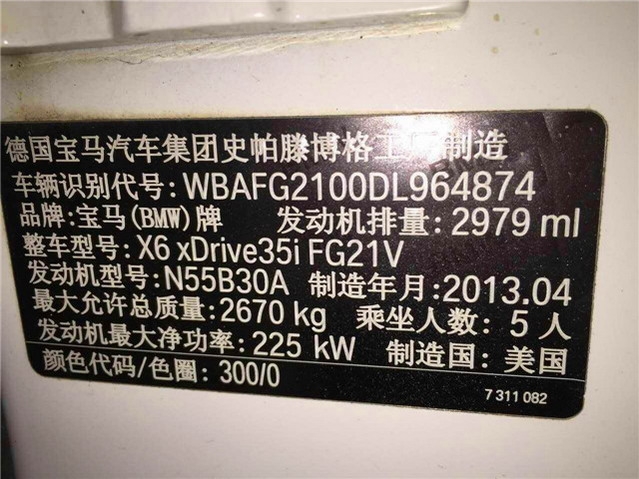 德国宝马汽车集团史帕滕博格工厂制造
车辆识别代号: WBAFG2100DL964874
品牌: 宝马(BMW)牌 发动机排量: 2979 ml
整车型号: X6 xDrive35i FG21V
发动机型号: N55B30A 制造年月: 2013.04
最大允许总质量: 2670 kg 乘坐人数: 5 人
发动机最大净功率: 225 kW 制造国: 美国
颜色代码/色圈: 300/0
7 311 082